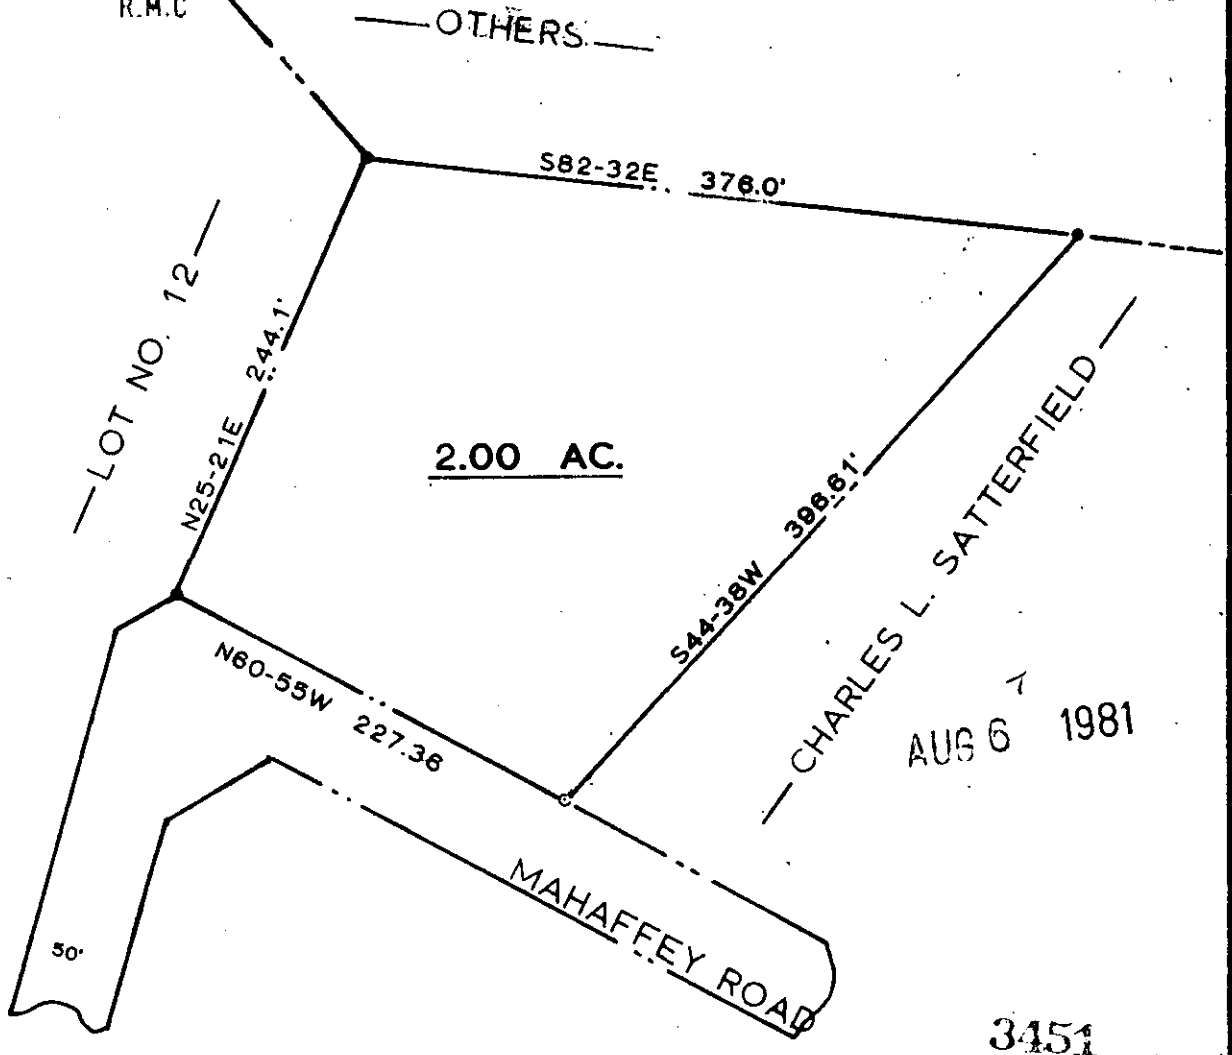 R.M.C
OTHERS
S82-32E 376.0'
LOT NO. 12
N25-21E 244.1'
2.00 AC.
S44-38W 396.61'
CHARLES L. SATTERFIELD
N60-55W 227.36
AUG 6 1981
MAHAFFEY ROAD
50'
3451